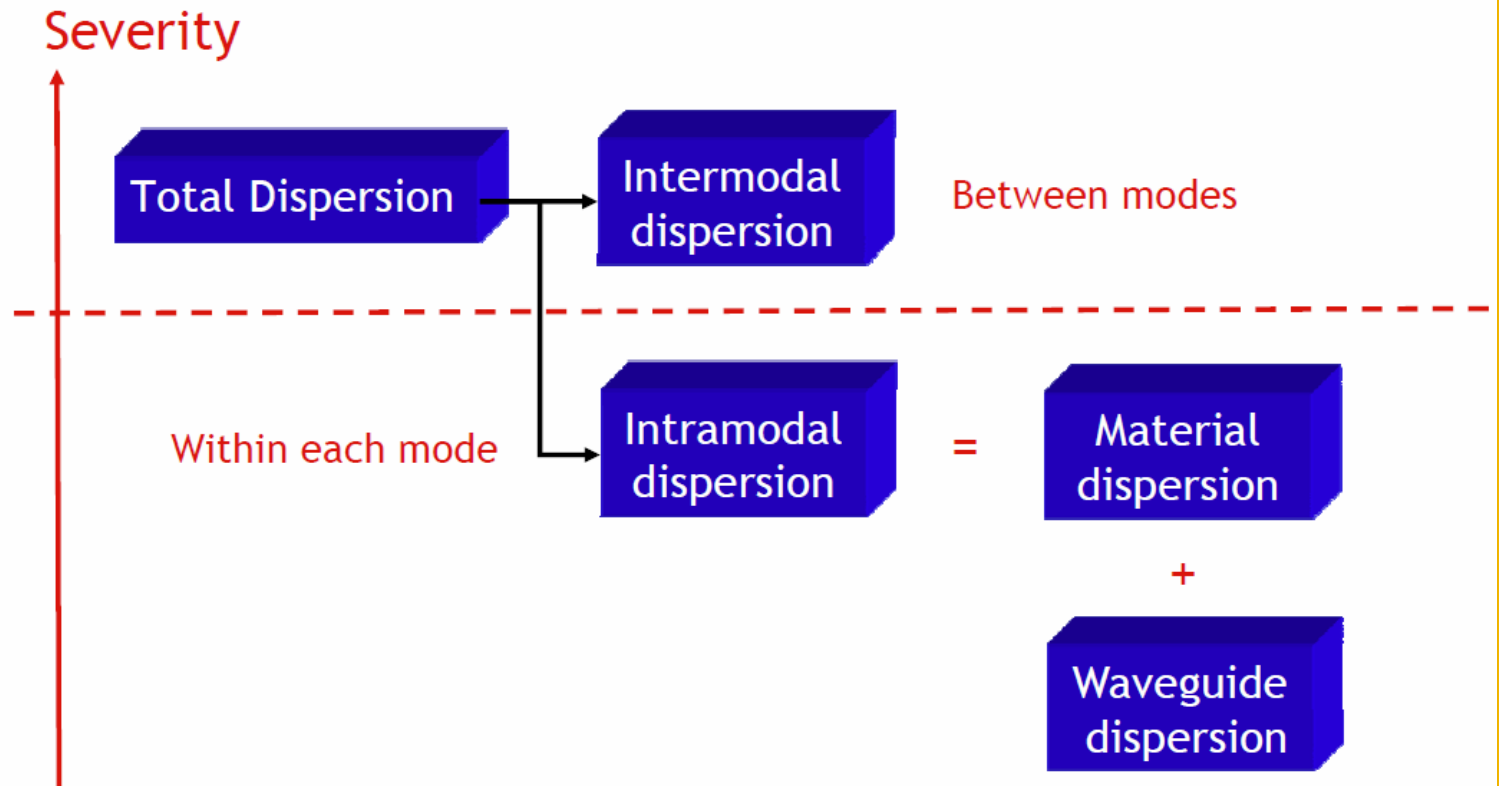 Severity
Total Dispersion
Intermodal
dispersion
Between modes
Within each mode
Intramodal
dispersion
=
Material
dispersion
+
Waveguide
dispersion